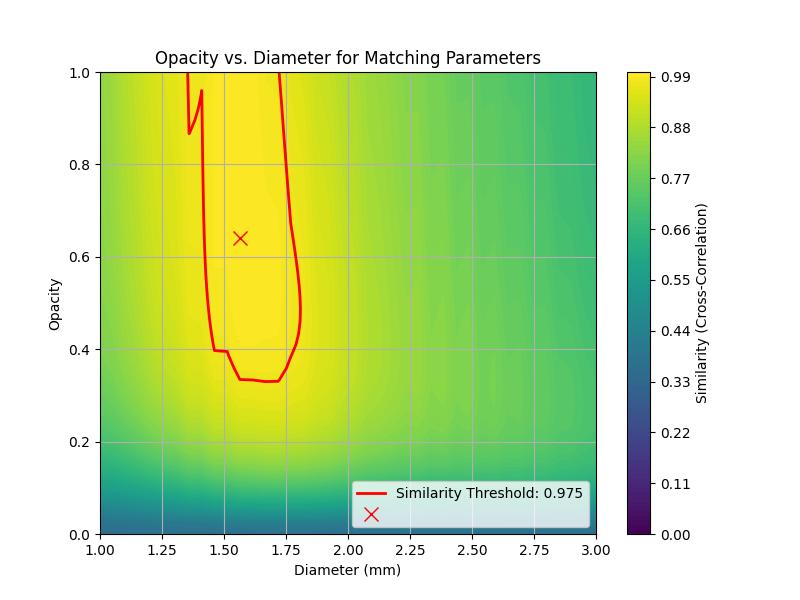 Opacity vs. Diameter for Matching Parameters
1.0
0.8
0.6
0.4
0.2
0.0
Opacity
1.00 1.25 1.50 1.75 2.00 2.25 2.50 2.75 3.00
Diameter (mm)
Similarity Threshold: 0.975
0.99
0.88
0.77
0.66
0.55
0.44
0.33
0.22
0.11
0.00
Similarity (Cross-Correlation)